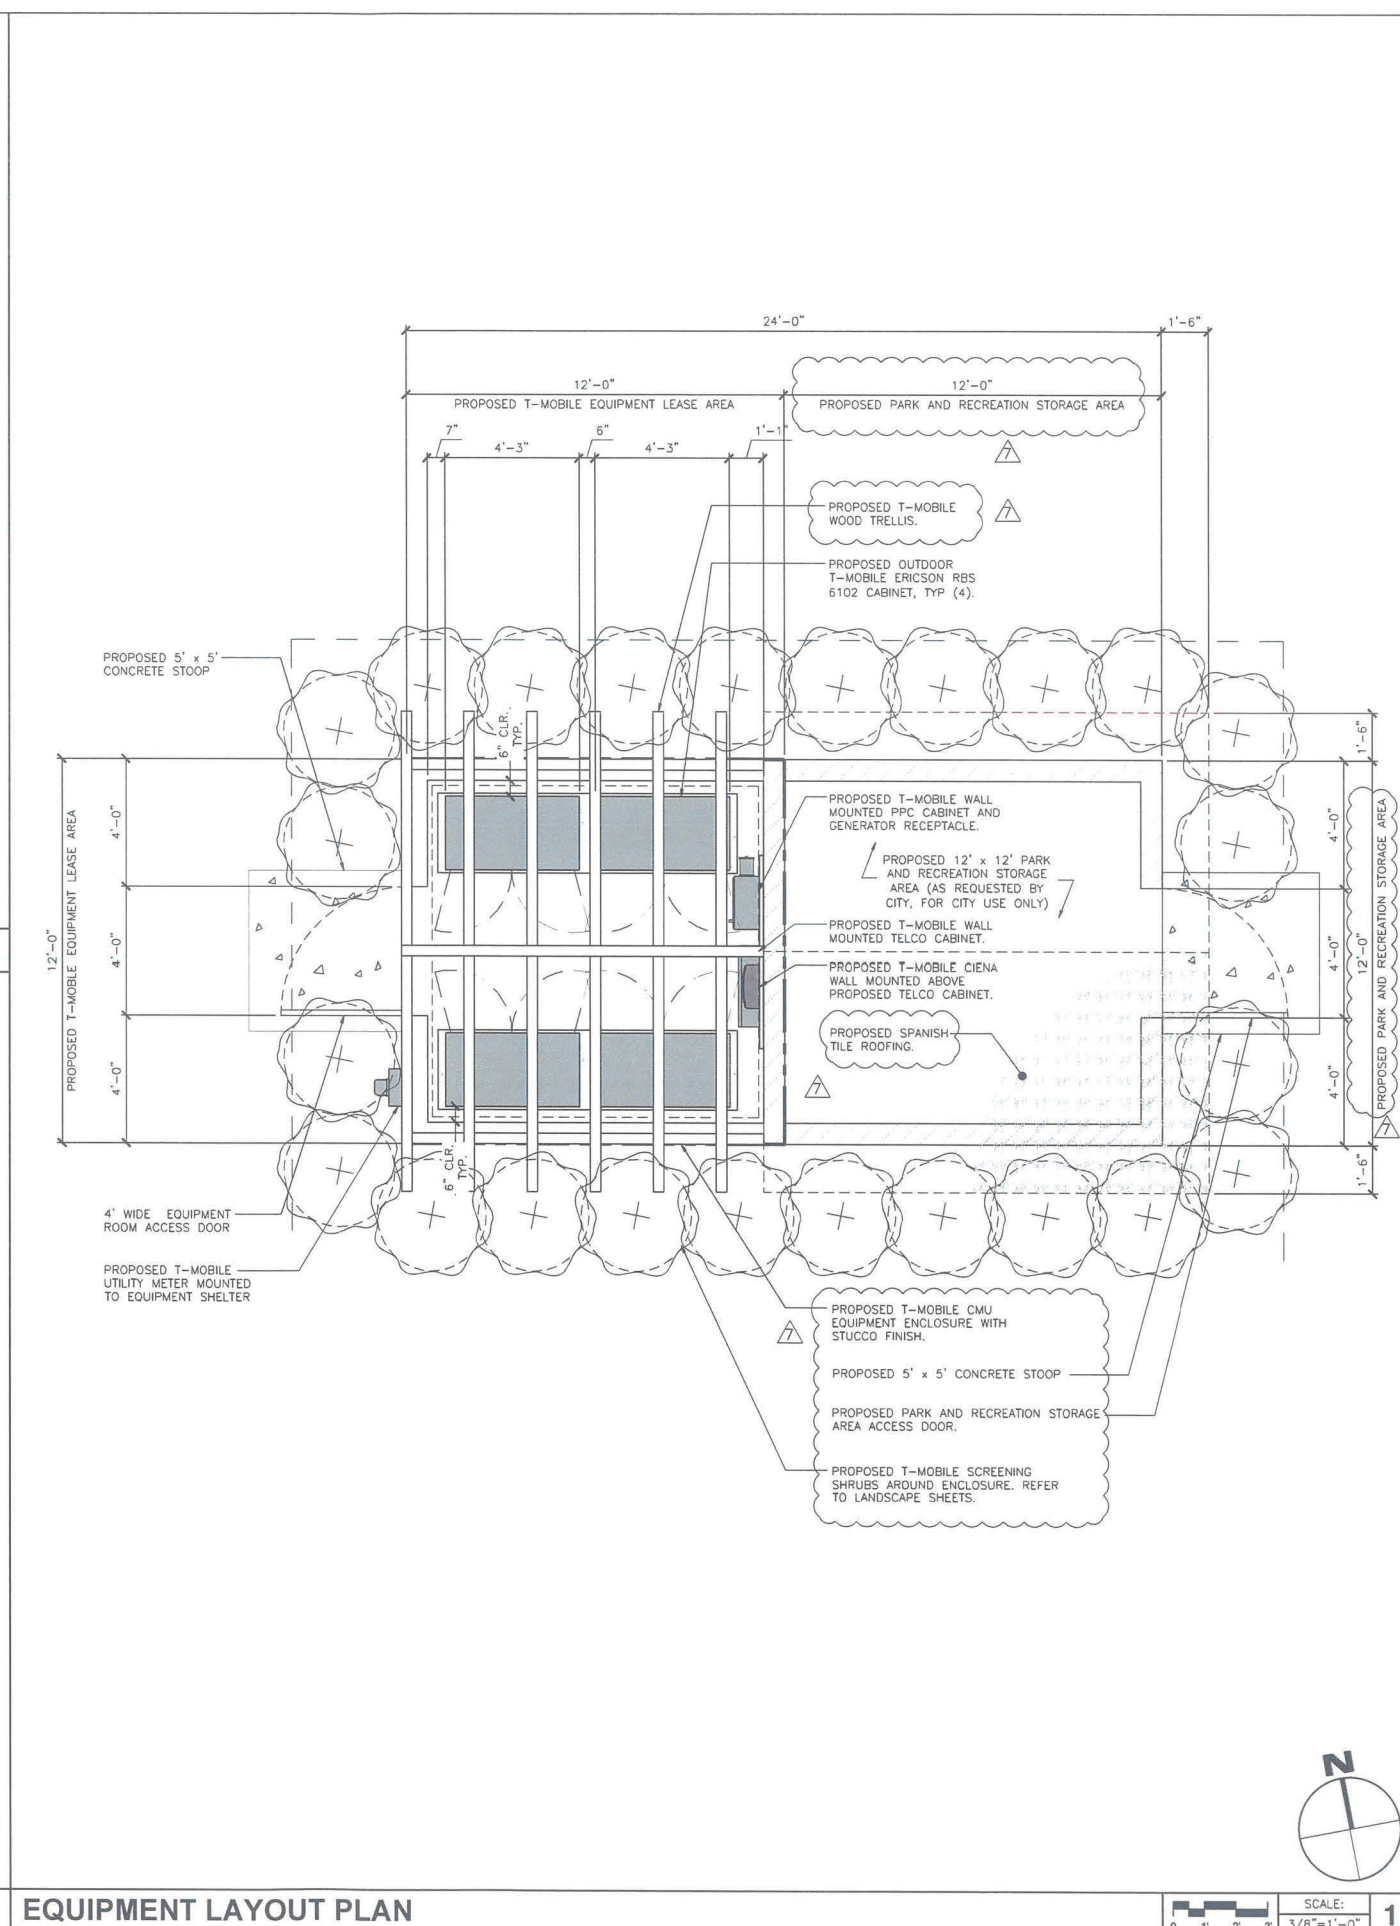 24'-0"
1'-6"
12'-0"
12'-0"
PROPOSED T-MOBILE EQUIPMENT LEASE AREA
PROPOSED PARK AND RECREATION STORAGE AREA
7"
4'-3"
6"
4'-3"
1'-1"
7
PROPOSED T-MOBILE
WOOD TRELLIS.
7
PROPOSED OUTDOOR
T-MOBILE ERICSON RBS
6102 CABINET, TYP (4).
PROPOSED 5' x 5'
CONCRETE STOOP
6" CLR.
TYP.
1'-6"
12'-0"
PROPOSED T-MOBLE EQUIPMENT LEASE AREA
4'-0"
4'-0"
4'-0"
PROPOSED T-MOBILE WALL
MOUNTED PPC CABINET AND
GENERATOR RECEPTACLE.
PROPOSED 12' x 12' PARK
AND RECREATION STORAGE
AREA (AS REQUESTED BY
CITY, FOR CITY USE ONLY)
PROPOSED T-MOBILE WALL
MOUNTED TELCO CABINET.
PROPOSED T-MOBILE CIENA
WALL MOUNTED ABOVE
PROPOSED TELCO CABINET.
PROPOSED SPANISH
TILE ROOFING.
7
4'-0"
4'-0"
4'-0"
12'-0"
PROPOSED PARK AND RECREATION STORAGE AREA
7
1'-6"
6" CLR.
TYP.
4' WIDE EQUIPMENT
ROOM ACCESS DOOR
PROPOSED T-MOBILE
UTILITY METER MOUNTED
TO EQUIPMENT SHELTER
7
PROPOSED T-MOBILE CMU
EQUIPMENT ENCLOSURE WITH
STUCCO FINISH.
PROPOSED 5' x 5' CONCRETE STOOP
PROPOSED PARK AND RECREATION STORAGE
AREA ACCESS DOOR.
PROPOSED T-MOBILE SCREENING
SHRUBS AROUND ENCLOSURE. REFER
TO LANDSCAPE SHEETS.
N
EQUIPMENT LAYOUT PLAN
SCALE:
3/8"=1'-0"
1